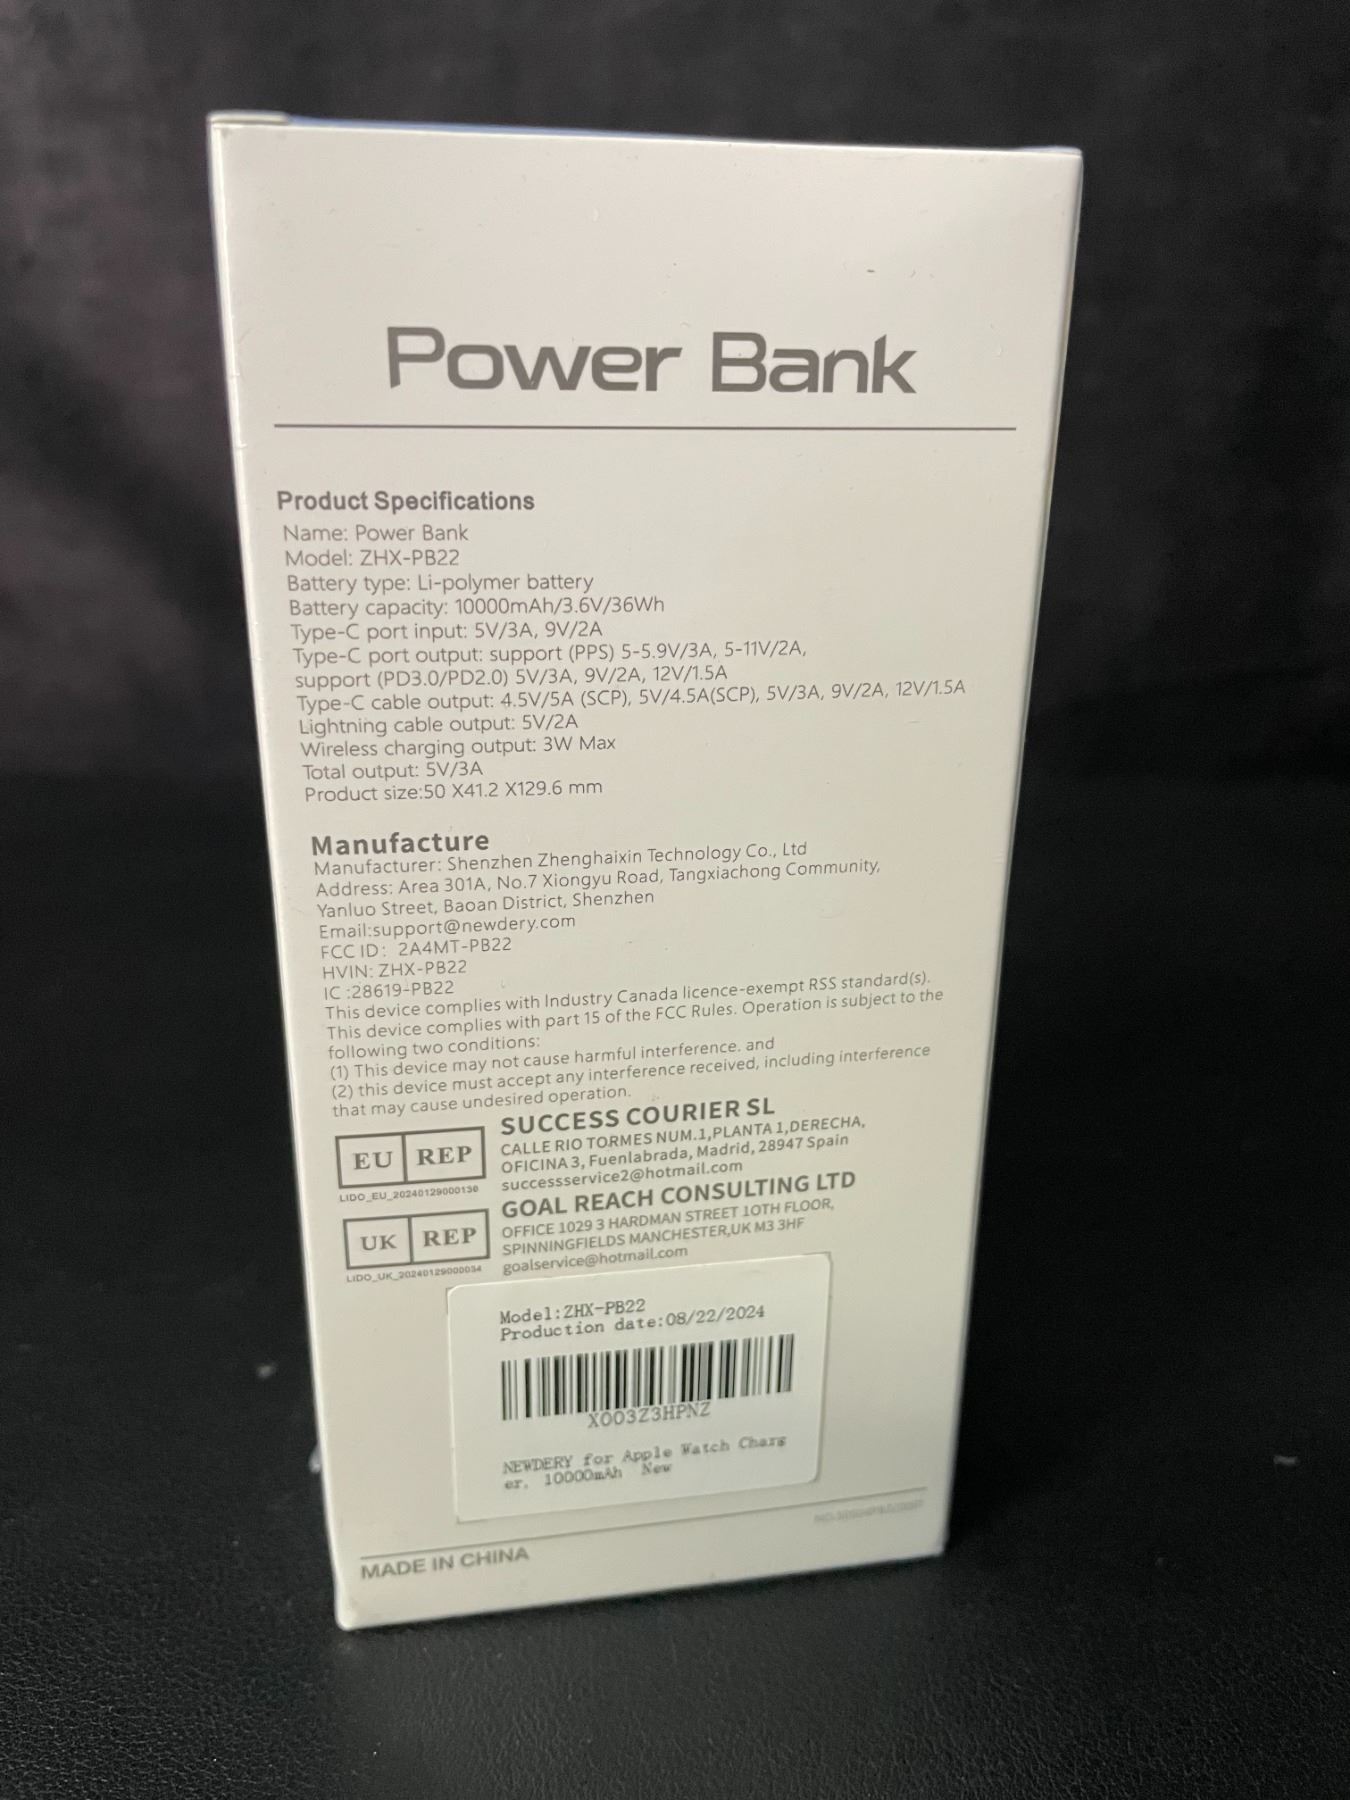 Power Bank
Product Specifications
Name: Power Bank
Model: ZHX-PB22
Battery type: Li-polymer battery
Battery capacity: 10000mAh/3.6V/36Wh
Type-C port input: 5V/3A, 9V/2A
Type-C port output: support (PPS) 5-5.9V/3A, 5-11V/2A,
support (PD3.0/PD2.0) 5V/3A, 9V/2A, 12V/1.5A
Type-C cable output: 4.5V/5A (SCP), 5V/4.5A(SCP), 5V/3A, 9V/2A, 12V/1.5A
Lightning cable output: 5V/2A
Wireless charging output: 3W Max
Total output: 5V/3A
Product size:50 X41.2 X129.6 mm
Manufacture
Manufacturer: Shenzhen Zhenghaixin Technology Co., Ltd
Address: Area 301A, No.7 Xiongyu Road, Tangxiachong Community,
Yanluo Street, Baoan District, Shenzhen
Email:support@newdery.com
FCC ID: 2A4MT-PB22
HVIN: ZHX-PB22
IC :28619-PB22
This device complies with Industry Canada licence-exempt RSS standard(s).
This device complies with part 15 of the FCC Rules. Operation is subject to the
following two conditions:
(1) This device may not cause harmful interference. and
(2) this device must accept any interference received, including interference
that may cause undesired operation.
EU REP
LIDO_EU_20240129000130
SUCCESS COURIER SL
CALLE RIO TORMES NUM.1,PLANTA 1,DERECHA,
OFICINA 3, Fuenlabrada, Madrid, 28947 Spain
successservice2@hotmail.com
UK REP
LIDO_UK_20240129000034
GOAL REACH CONSULTING LTD
OFFICE 1029 3 HARDMAN STREET 10TH FLOOR,
SPINNINGFIELDS MANCHESTER,UK M3 3HF
goalservice@hotmail.com
Model:ZHX-PB22
Production date:08/22/2024
X003Z3HPNZ
NEWDERY for Apple Watch Charg
er, 10000mAh New
MADE IN CHINA